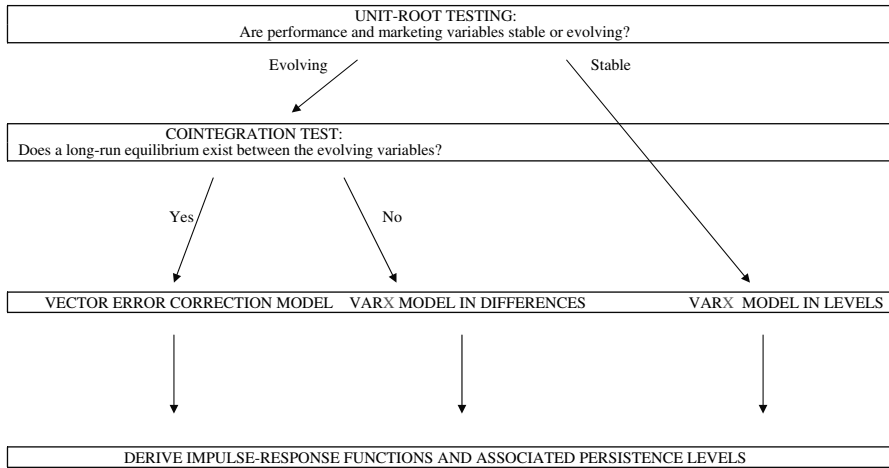 UNIT-ROOT TESTING:
Are performance and marketing variables stable or evolving?
Evolving
Stable
COINTEGRATION TEST:
Does a long-run equilibrium exist between the evolving variables?
Yes
No
VECTOR ERROR CORRECTION MODEL
VARX MODEL IN DIFFERENCES
VARX MODEL IN LEVELS
DERIVE IMPULSE-RESPONSE FUNCTIONS AND ASSOCIATED PERSISTENCE LEVELS